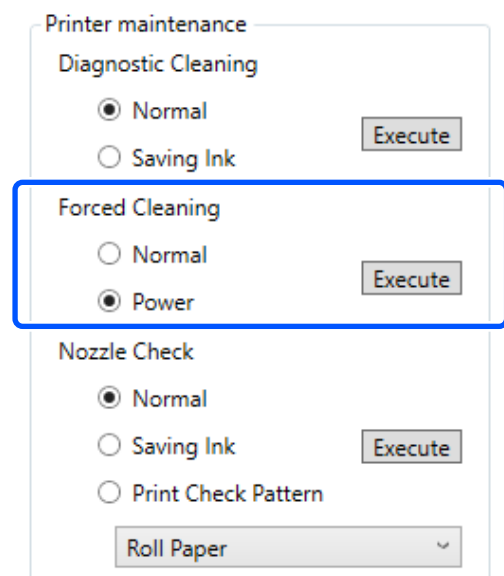 Printer maintenance
Diagnostic Cleaning
Normal
Execute
Saving Ink
Forced Cleaning
Normal
Execute
Power
Nozzle Check
Normal
Saving Ink
Execute
Print Check Pattern
Roll Paper